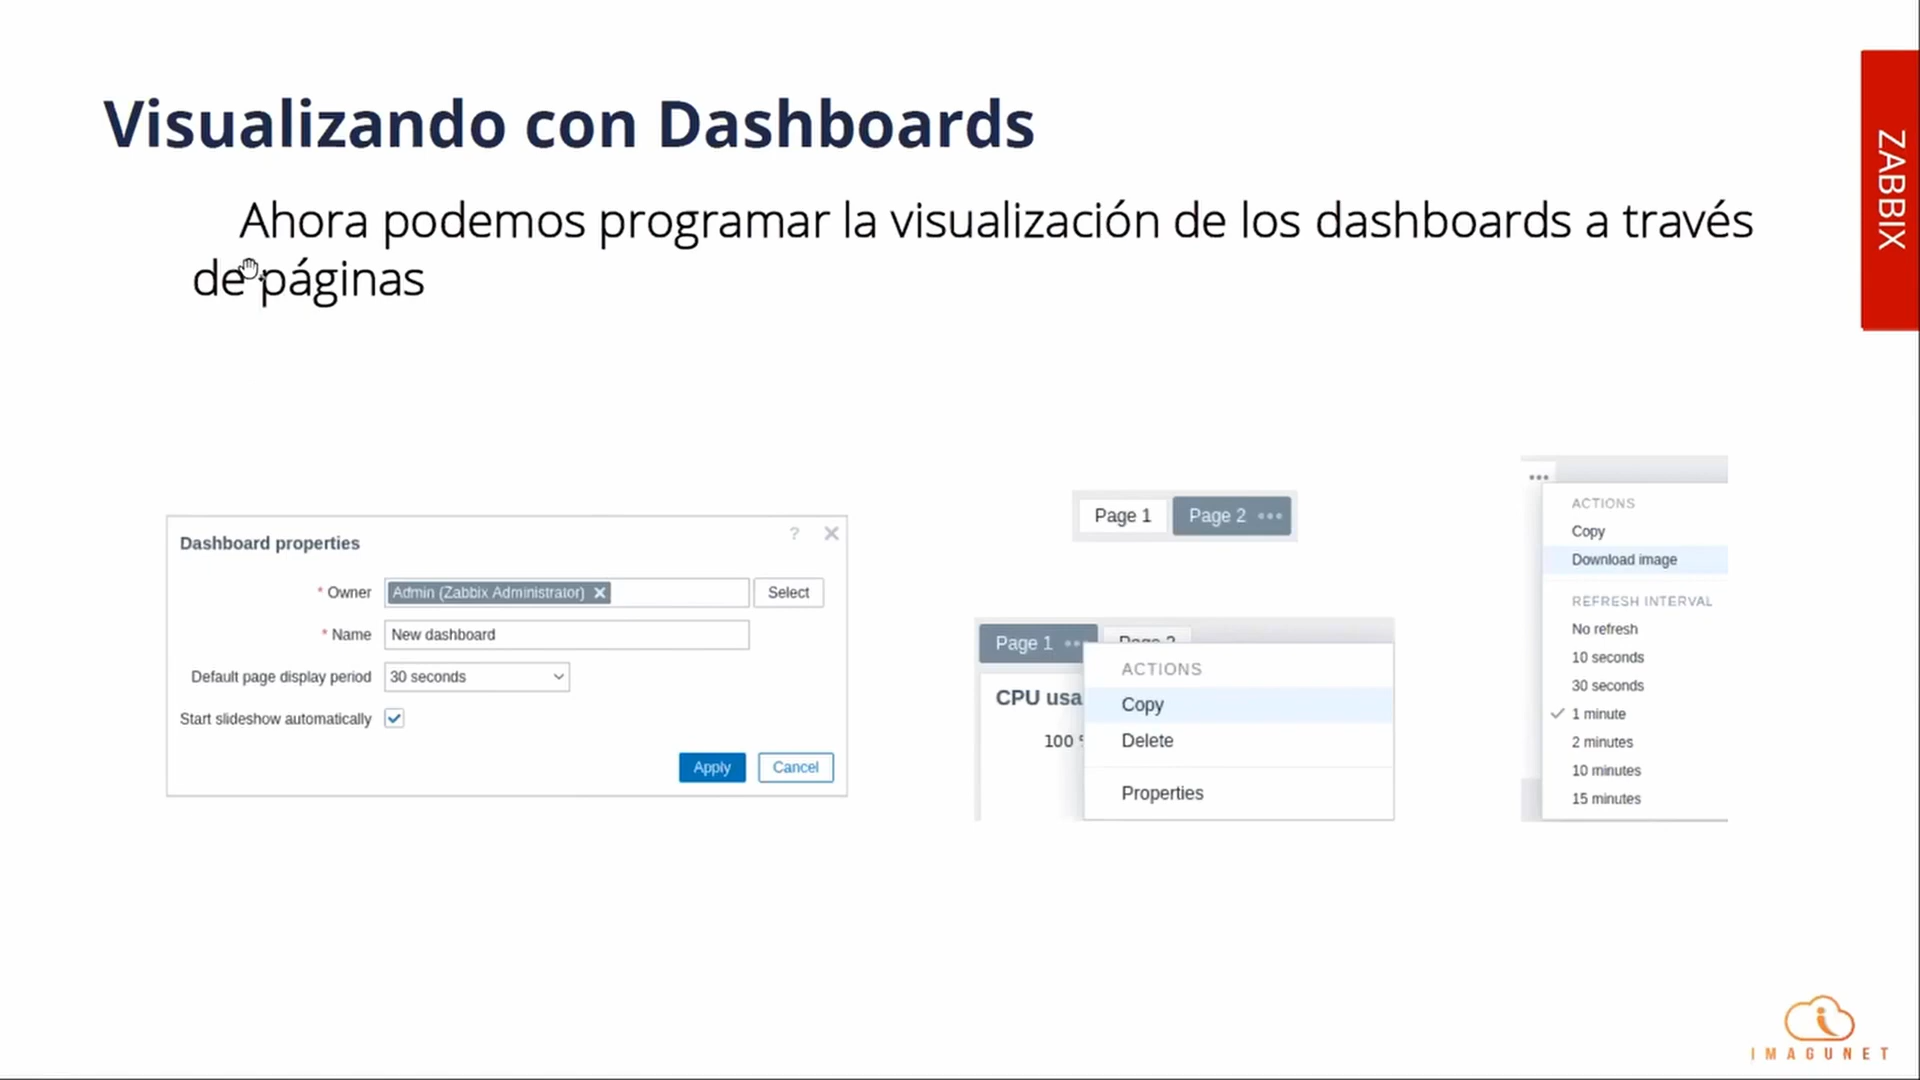 Visualizando con Dashboards
ZABBIX
Ahora podemos programar la visualización de los dashboards a través
de páginas
Dashboard properties
?
* Owner
Admin (Zabbix Administrator)
Select
* Name
New dashboard
Default page display period
30 seconds
Start slideshow automatically
Apply
Cancel
Page 1
Page 2
Page 1
Page 2
CPU usa
100 %
ACTIONS
Copy
Delete
Properties
ACTIONS
Copy
Download image
REFRESH INTERVAL
No refresh
10 seconds
30 seconds
1 minute
2 minutes
10 minutes
15 minutes
IMAGUNET